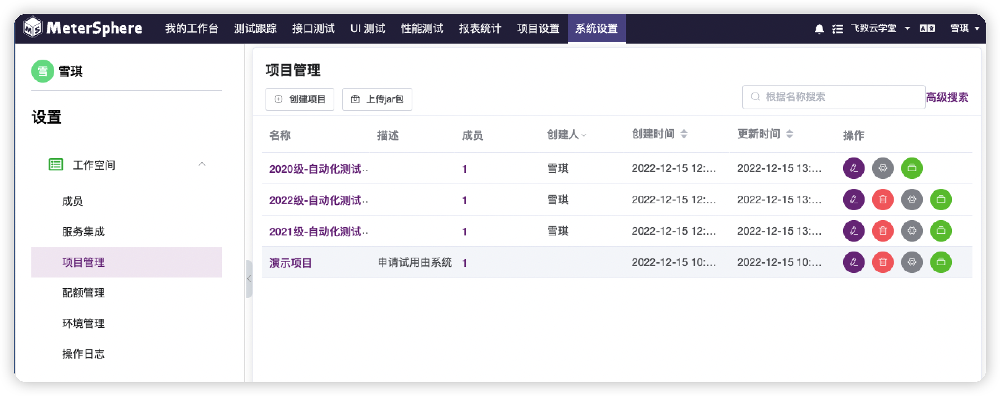 MeterSphere 我的工作台 测试跟踪 接口测试 UI 测试 性能测试 报表统计 项目设置 系统设置 飞致云学堂 雪琪
雪 雪琪
设置
工作空间
成员
服务集成
项目管理
配额管理
环境管理
操作日志
项目管理
创建项目 上传jar包 根据名称搜索 高级搜索
名称 描述 成员 创建人 创建时间 更新时间 操作
2020级-自动化测试.. 1 雪琪 2022-12-15 12:... 2022-12-15 13:...
2022级-自动化测试.. 1 雪琪 2022-12-15 12:... 2022-12-15 13:...
2021级-自动化测试.. 1 雪琪 2022-12-15 12:... 2022-12-15 13:...
演示项目 申请试用由系统 1 2022-12-15 10:... 2022-12-15 10:...